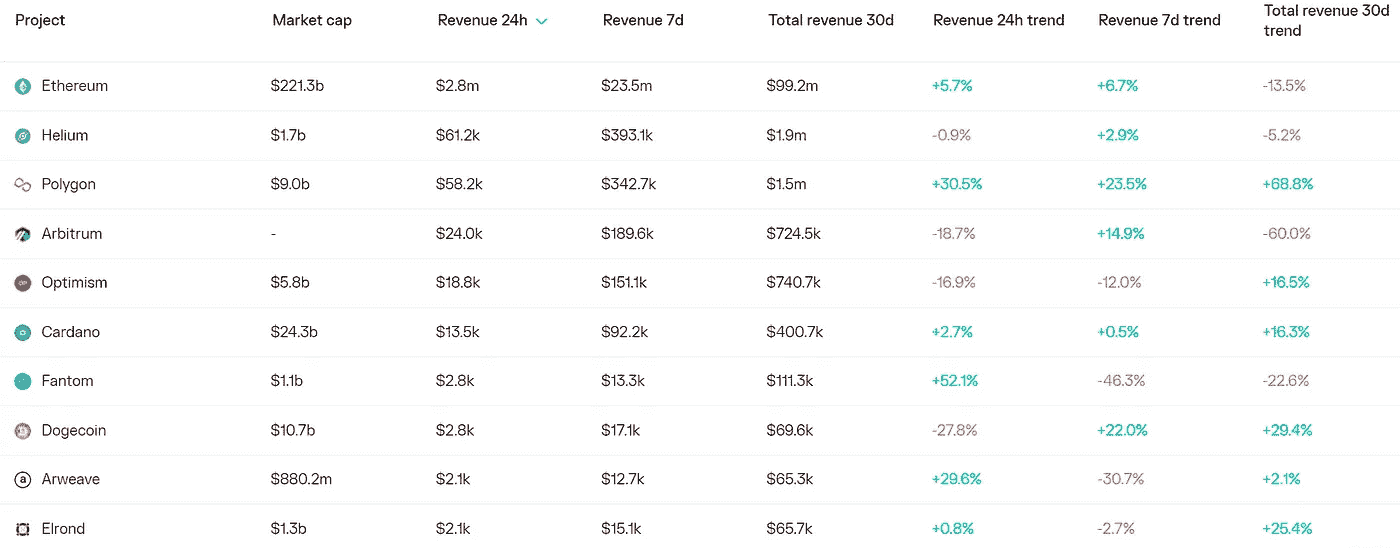 Project Market cap Revenue 24h Revenue 7d Total revenue 30d Revenue 24h trend Revenue 7d trend Total revenue 30d trend
Ethereum $221.3b $2.8m $23.5m $99.2m +5.7% +6.7% -13.5%
Helium $1.7b $61.2k $393.1k $1.9m -0.9% +2.9% -5.2%
Polygon $9.0b $58.2k $342.7k $1.5m +30.5% +23.5% +68.8%
Arbitrum - $24.0k $189.6k $724.5k -18.7% +14.9% -60.0%
Optimism $5.8b $18.8k $151.1k $740.7k -16.9% -12.0% +16.5%
Cardano $24.3b $13.5k $92.2k $400.7k +2.7% +0.5% +16.3%
Fantom $1.1b $2.8k $13.3k $111.3k +52.1% -46.3% -22.6%
Dogecoin $10.7b $2.8k $17.1k $69.6k -27.8% +22.0% +29.4%
a Arweave $880.2m $2.1k $12.7k $65.3k +29.6% -30.7% +2.1%
Elrond $1.3b $2.1k $15.1k $65.7k +0.8% -2.7% +25.4%